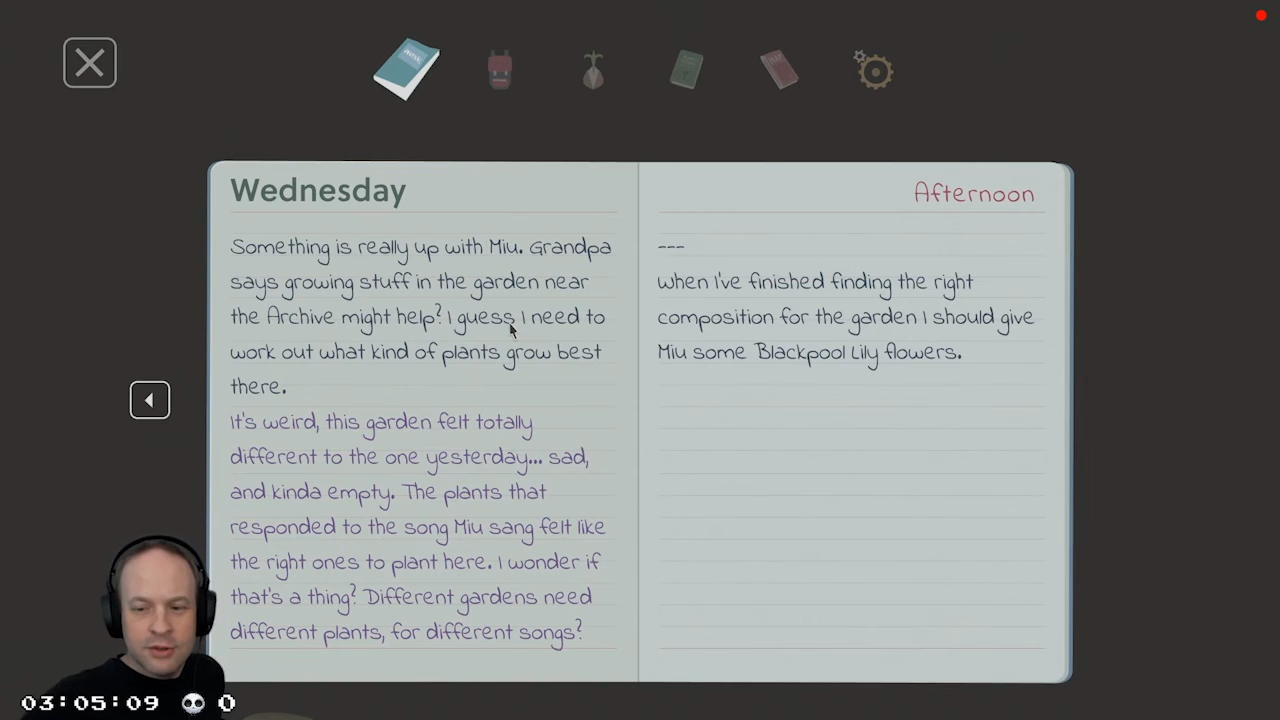 Wednesday
Something is really up with Miu. Grandpa
says growing stuff in the garden near
the Archive might help? I guess I need to
work out what kind of plants grow best
there.
It's weird, this garden felt totally
different to the one yesterday... sad,
and kinda empty. The plants that
responded to the song Miu sang felt like
the right ones to plant here. I wonder if
that's a thing? Different gardens need
different plants, for different songs?
Afternoon
---
When I've finished finding the right
composition for the garden I should give
Miu some Blackpool Lily flowers.
03:05:09 0